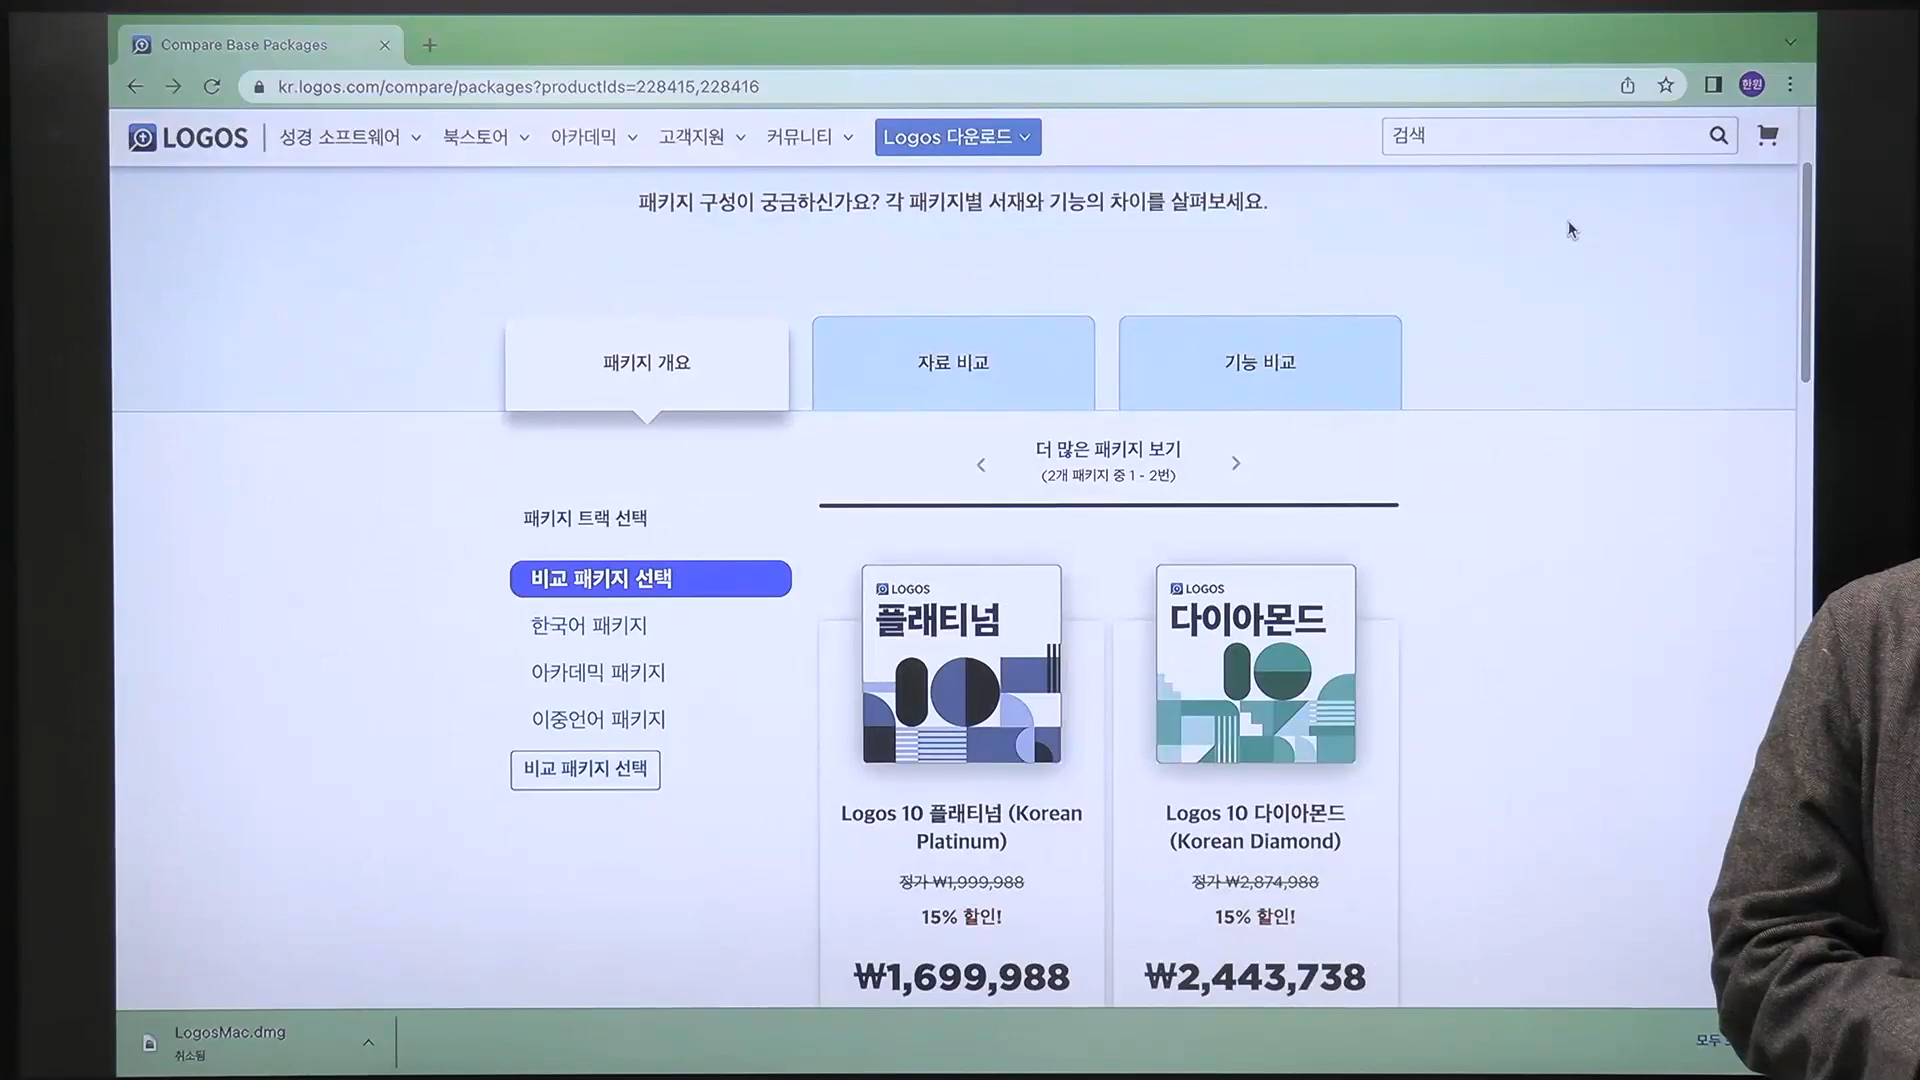 Compare Base Packages
kr.logos.com/compare/packages?productIds=228415,228416
한원
LOGOS
성경 소프트웨어
북스토어
아카데믹
고객지원
커뮤니티
Logos 다운로드
검색
패키지 구성이 궁금하신가요? 각 패키지별 서재와 기능의 차이를 살펴보세요.
패키지 개요
자료 비교
기능 비교
더 많은 패키지 보기
(2개 패키지 중 1 - 2번)
패키지 트랙 선택
비교 패키지 선택
한국어 패키지
아카데믹 패키지
이중언어 패키지
비교 패키지 선택
LOGOS
플래티넘
Logos 10 플래티넘 (Korean
Platinum)
정가 ₩1,999,988
15% 할인!
₩1,699,988
LOGOS
다이아몬드
Logos 10 다이아몬드
(Korean Diamond)
정가 ₩2,874,988
15% 할인!
₩2,443,738
LogosMac.dmg
취소됨
모두